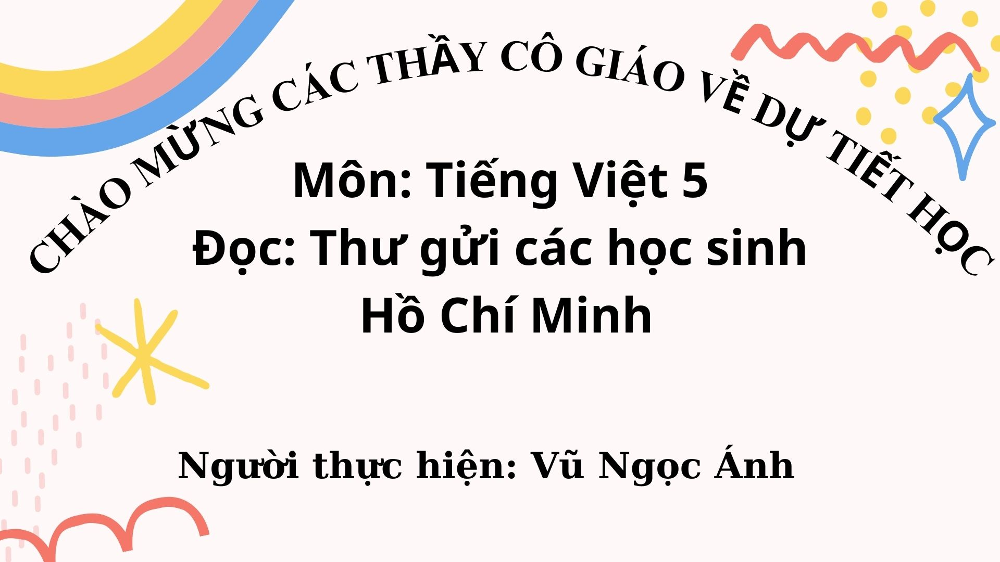 CHÀO MỪNG CÁC THẦY CÔ GIÁO VỀ DỰ TIẾT HỌC
Môn: Tiếng Việt 5
Đọc: Thư gửi các học sinh
Hồ Chí Minh
Người thực hiện: Vũ Ngọc Ánh